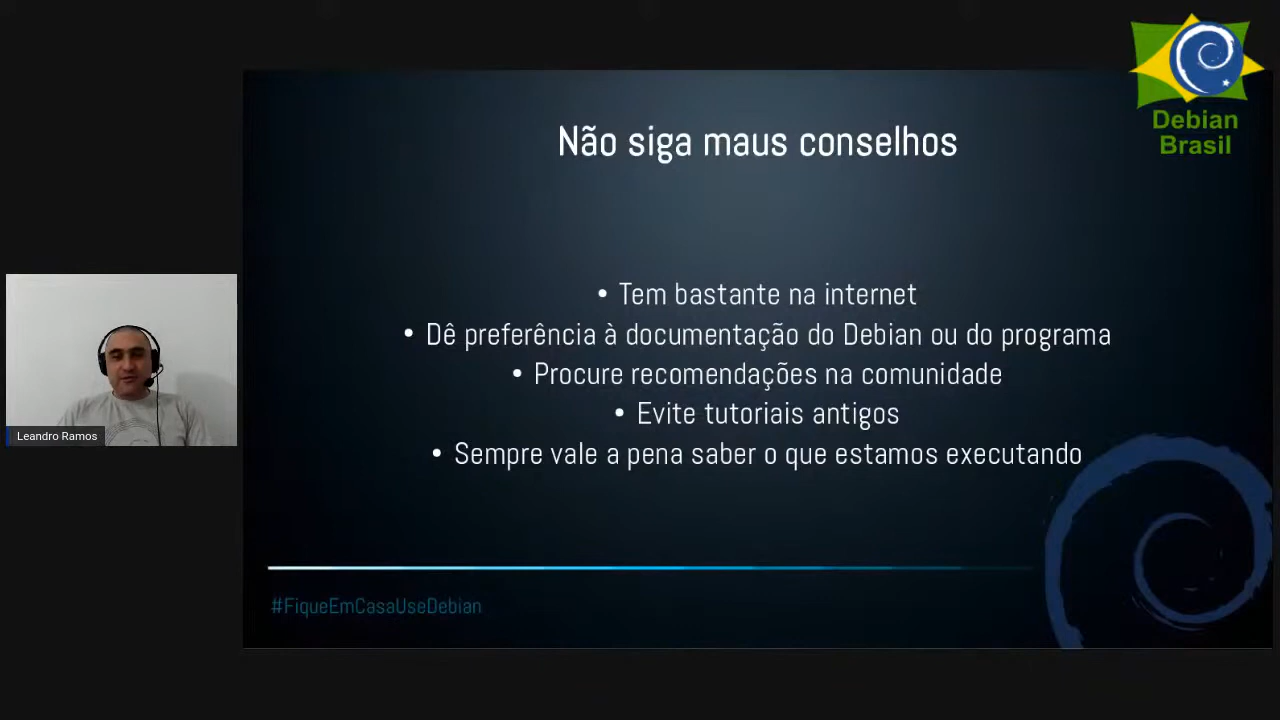 Debian
Brasil
Não siga maus conselhos
• Tem bastante na internet
• Dê preferência à documentação do Debian ou do programa
• Procure recomendações na comunidade
• Evite tutoriais antigos
• Sempre vale a pena saber o que estamos executando
Leandro Ramos
#FiqueEmCasaUseDebian